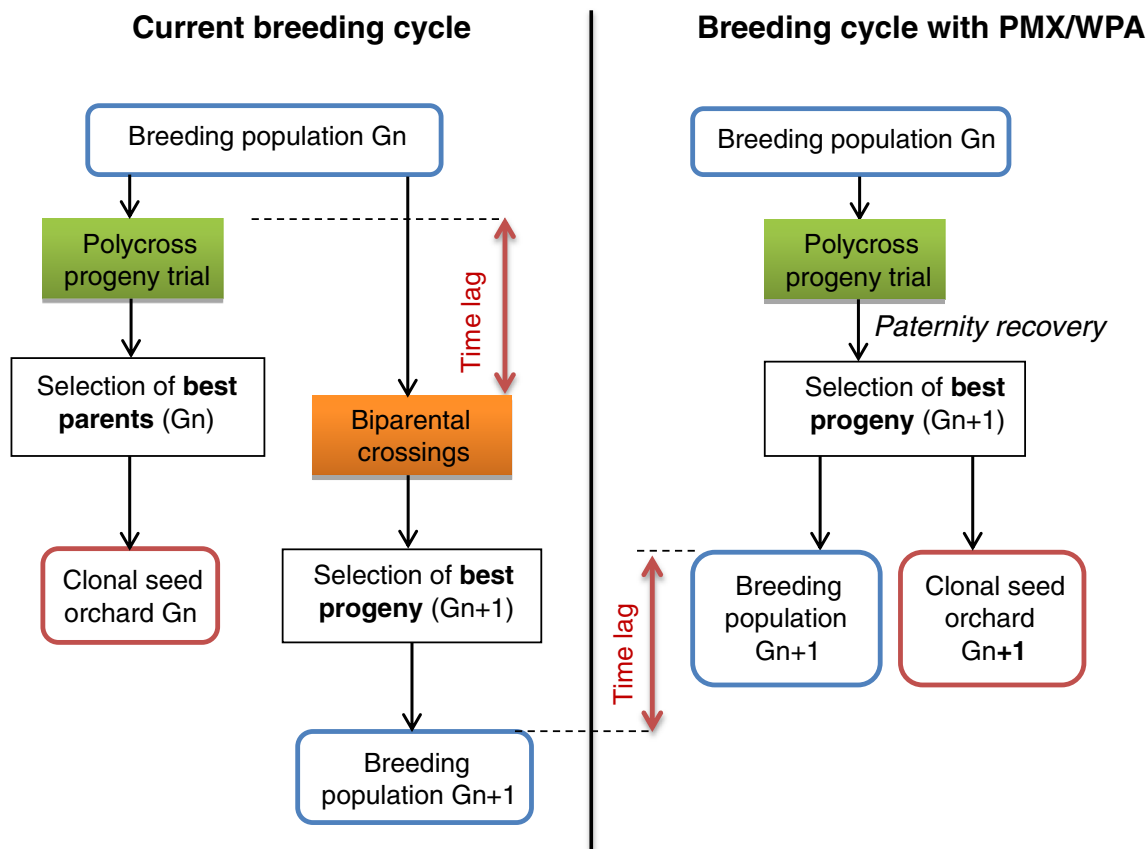 Current breeding cycle
Breeding population Gn
Polycross
progeny trial
Time lag
Selection of best
parents (Gn)
Biparental
crossings
Clonal seed
orchard Gn
Selection of best
progeny (Gn+1)
Breeding
population Gn+1
Breeding cycle with PMX/WPA
Breeding population Gn
Polycross
progeny trial
Paternity recovery
Selection of best
progeny (Gn+1)
Time lag
Breeding
population
Gn+1
Clonal seed
orchard
Gn+1